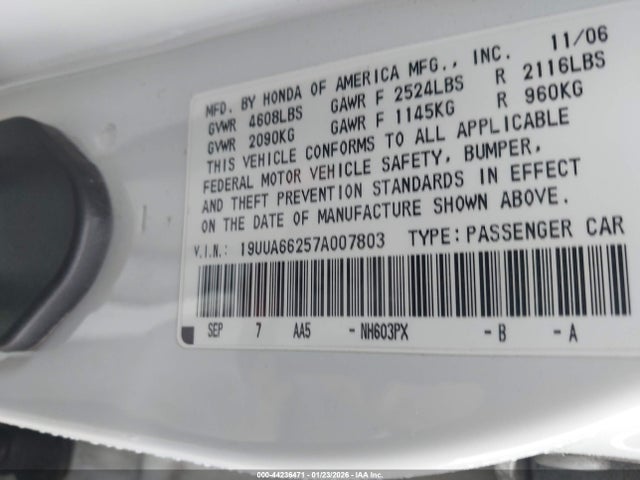 MFD. BY HONDA OF AMERICA MFG., INC. 11/06
GVWR 4608LBS GAWR F 2524LBS R 2116LBS
GVWR 2090KG GAWR F 1145KG R 960KG
THIS VEHICLE CONFORMS TO ALL APPLICABLE
FEDERAL MOTOR VEHICLE SAFETY, BUMPER,
AND THEFT PREVENTION STANDARDS IN EFFECT
ON THE DATE OF MANUFACTURE SHOWN ABOVE.
V.I.N.: 19UUA66257A007803 TYPE:PASSENGER CAR
SEP 7 AA5 -NH603PX -B -A
000-44236471 - 01/23/2026 - IAA Inc.